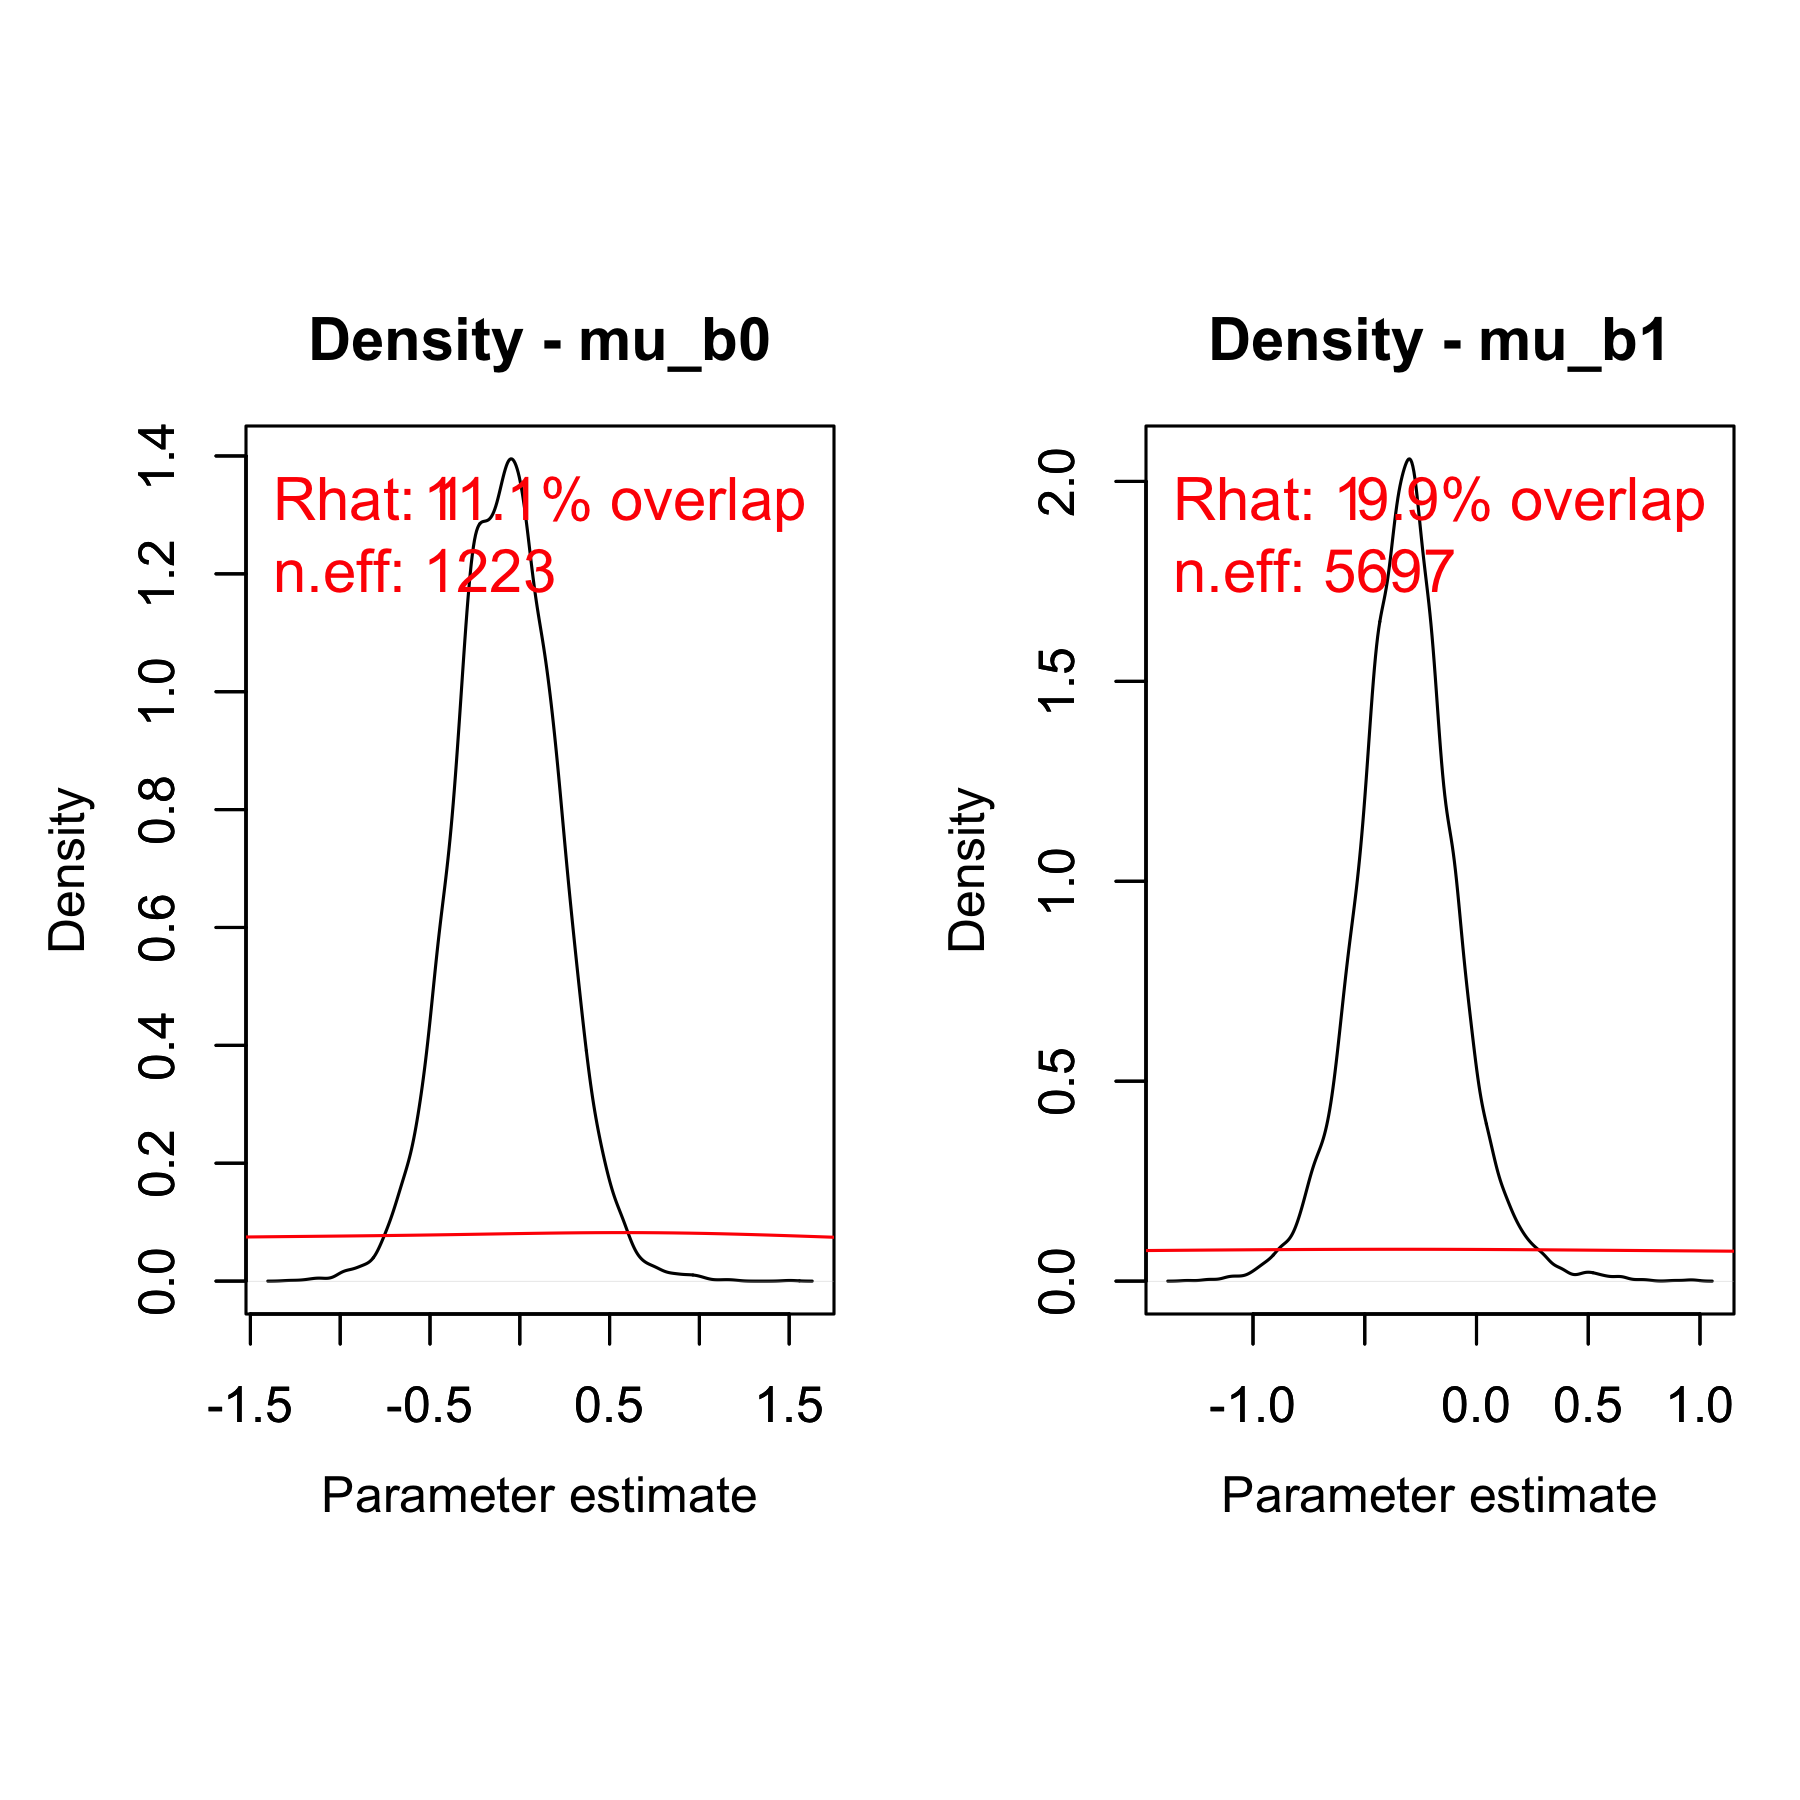 Density - mu_b0
1.4
1.2
1.0
0.8
0.6
0.4
0.2
0.0
Density
Rhat: 1
11.1% overlap
n.eff: 1223
-1.5 -0.5 0.5 1.5
Parameter estimate
Density - mu_b1
2.0
1.5
1.0
0.5
0.0
Density
Rhat: 1
9.9% overlap
n.eff: 5697
-1.0 0.0 0.5 1.0
Parameter estimate